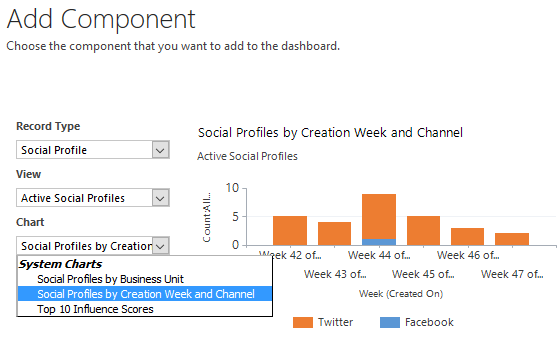 Add Component
Choose the component that you want to add to the dashboard.
Record Type
Social Profile
View
Active Social Profiles
Chart
Social Profiles by Creation
System Charts
Social Profiles by Business Unit
Social Profiles by Creation Week and Channel
Top 10 Influence Scores
Social Profiles by Creation Week and Channel
Active Social Profiles
Count:All...
10
5
0
Week 42 of...
Week 43 of...
Week 44 of...
Week 45 of...
Week 46 of...
Week 47 of...
Week (Created On)
Twitter
Facebook